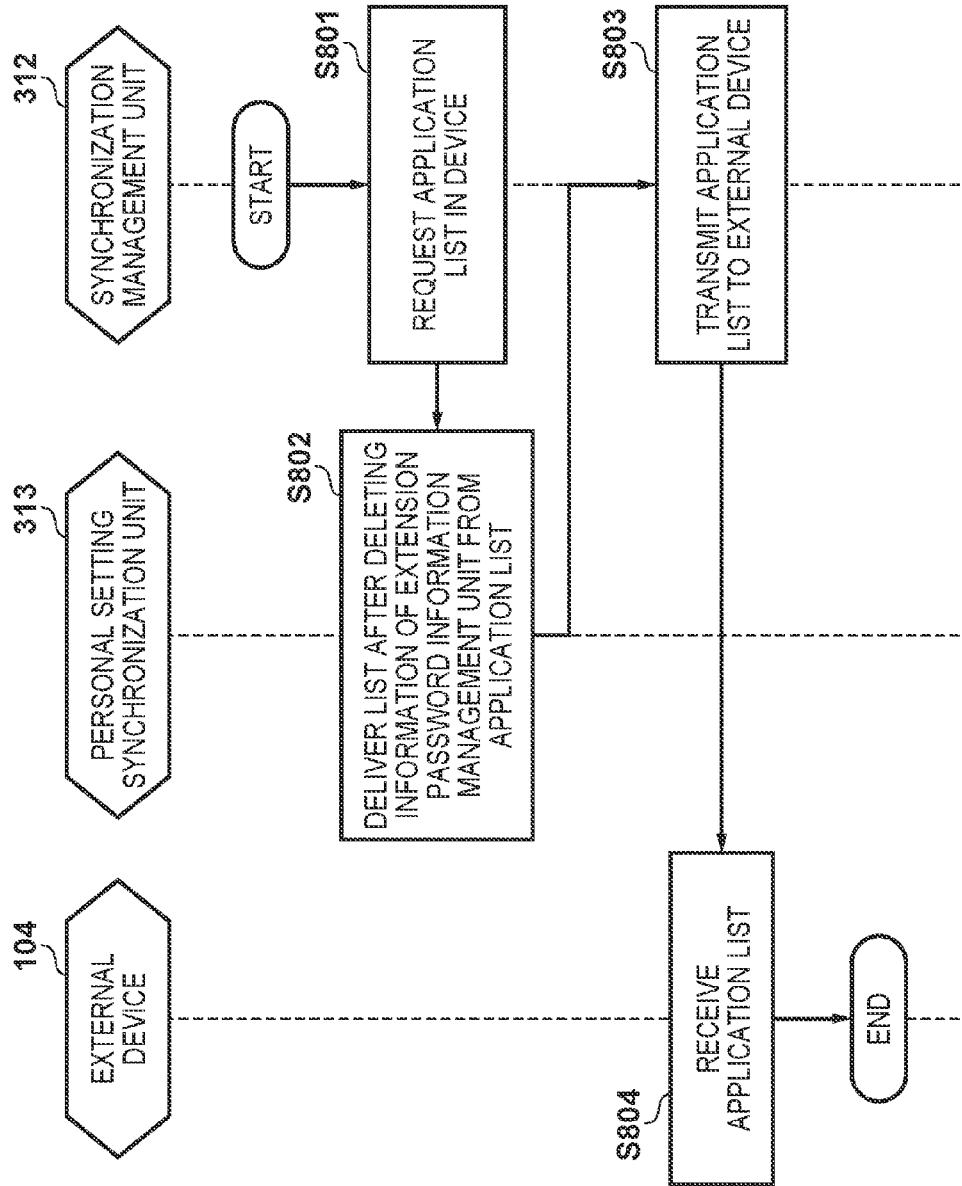 104
EXTERNAL
DEVICE
313
PERSONAL SETTING
SYNCHRONIZATION UNIT
312
SYNCHRONIZATION
MANAGEMENT UNIT
START
S801
REQUEST APPLICATION
LIST IN DEVICE
S802
DELIVER LIST AFTER DELETING
INFORMATION OF EXTENSION
PASSWORD INFORMATION
MANAGEMENT UNIT FROM
APPLICATION LIST
S803
TRANSMIT APPLICATION
LIST TO EXTERNAL DEVICE
S804
RECEIVE
APPLICATION LIST
END